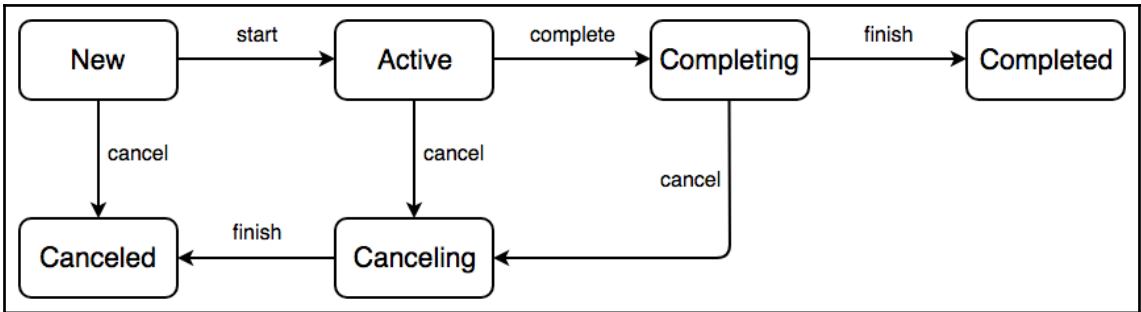 start
complete
finish
New
Active
Completing
Completed
cancel
cancel
cancel
finish
Canceled
Canceling